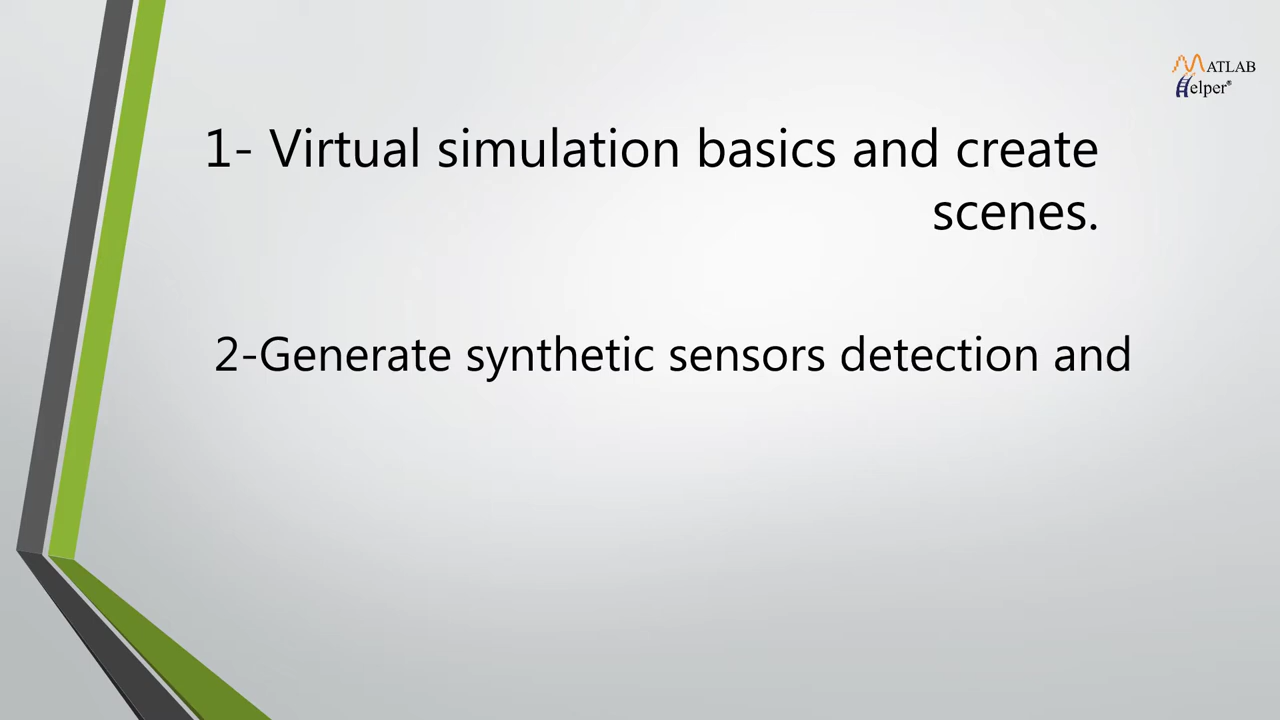 MATLAB
Helper®
1- Virtual simulation basics and create
scenes.
2-Generate synthetic sensors detection and